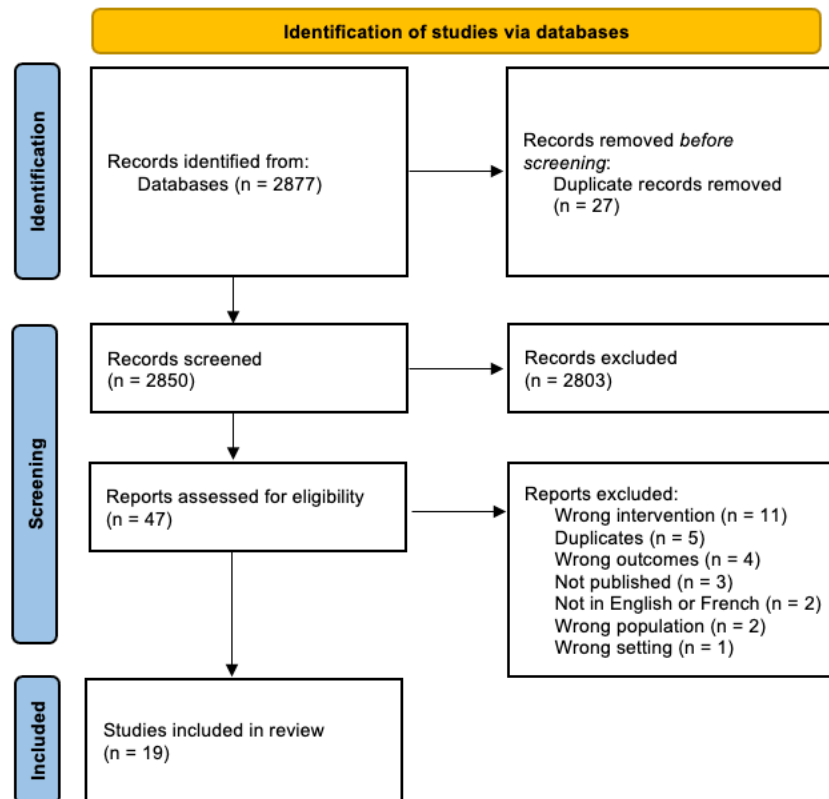 Identification of studies via databases
Identification
Records identified from:
Databases (n = 2877)
Records removed before
screening:
Duplicate records removed
(n = 27)
Screening
Records screened
(n = 2850)
Records excluded
(n = 2803)
Reports assessed for eligibility
(n = 47)
Reports excluded:
Wrong intervention (n = 11)
Duplicates (n = 5)
Wrong outcomes (n = 4)
Not published (n = 3)
Not in English or French (n = 2)
Wrong population (n = 2)
Wrong setting (n = 1)
Included
Studies included in review
(n = 19)